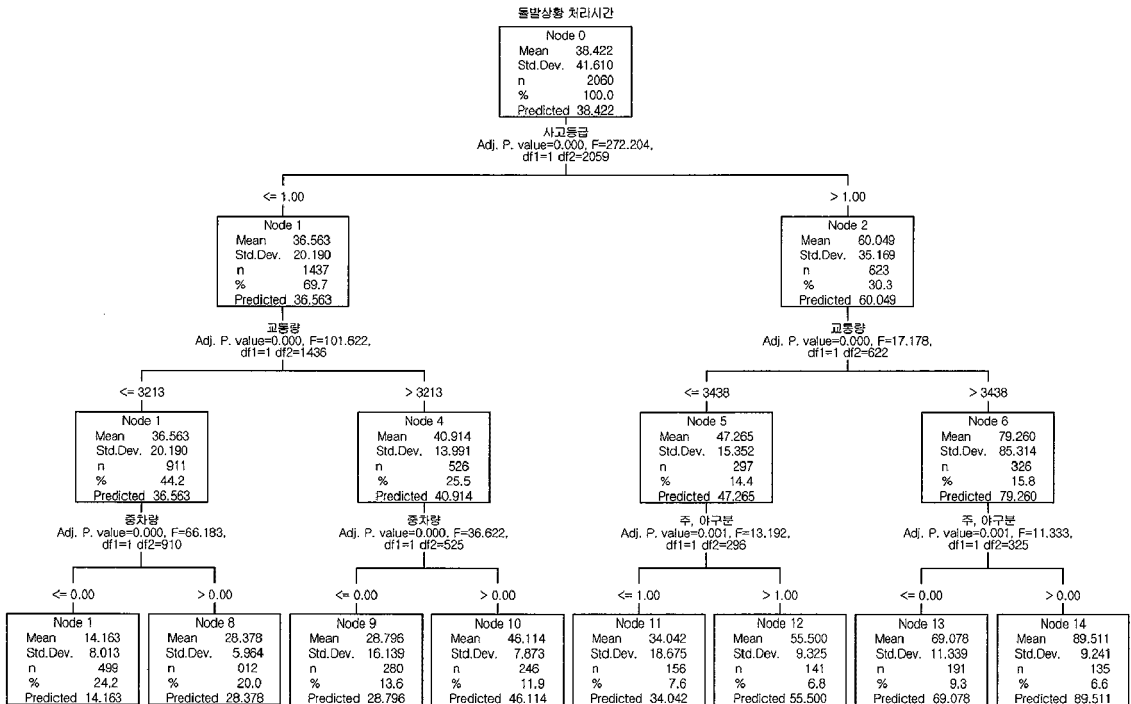 돌발상황 처리시간
Node 0
Mean 38.422
Std.Dev. 41.610
n 2060
% 100.0
Predicted 38.422
사고등급
Adj. P. value=0.000, F=272.204,
df1=1 df2=2059
<= 1.00
> 1.00
Node 1
Mean 36.563
Std.Dev. 20.190
n 1437
% 69.7
Predicted 36.563
Node 2
Mean 60.049
Std.Dev. 35.169
n 623
% 30.3
Predicted 60.049
교통량
Adj. P. value=0.000, F=101.622,
df1=1 df2=1436
교통량
Adj. P. value=0.000, F=17.178,
df1=1 df2=622
<= 3213
> 3213
<= 3438
> 3438
Node 1
Mean 36.563
Std.Dev. 20.190
n 911
% 44.2
Predicted 36.563
Node 4
Mean 40.914
Std.Dev. 13.991
n 526
% 25.5
Predicted 40.914
Node 5
Mean 47.265
Std.Dev. 15.352
n 297
% 14.4
Predicted 47.265
Node 6
Mean 79.260
Std.Dev. 85.314
n 326
% 15.8
Predicted 79.260
중차량
Adj. P. value=0.000, F=66.183,
df1=1 df2=910
중차량
Adj. P. value=0.000, F=36.622,
df1=1 df2=525
주, 야구분
Adj. P. value=0.001, F=13.192,
df1=1 df2=296
주, 야구분
Adj. P. value=0.001, F=11.333,
df1=1 df2=325
<= 0.00
> 0.00
<= 0.00
> 0.00
<= 1.00
> 1.00
<= 0.00
> 0.00
Node 1
Mean 14.163
Std.Dev. 8.013
n 499
% 24.2
Predicted 14.163
Node 8
Mean 28.378
Std.Dev. 5.964
n 012
% 20.0
Predicted 28.378
Node 9
Mean 28.796
Std.Dev. 16.139
n 280
% 13.6
Predicted 28.796
Node 10
Mean 46.114
Std.Dev. 7.873
n 246
% 11.9
Predicted 46.114
Node 11
Mean 34.042
Std.Dev. 18.675
n 156
% 7.6
Predicted 34.042
Node 12
Mean 55.500
Std.Dev. 9.325
n 141
% 6.8
Predicted 55.500
Node 13
Mean 69.078
Std.Dev. 11.339
n 191
% 9.3
Predicted 69.078
Node 14
Mean 89.511
Std.Dev. 9.241
n 135
% 6.6
Predicted 89.511